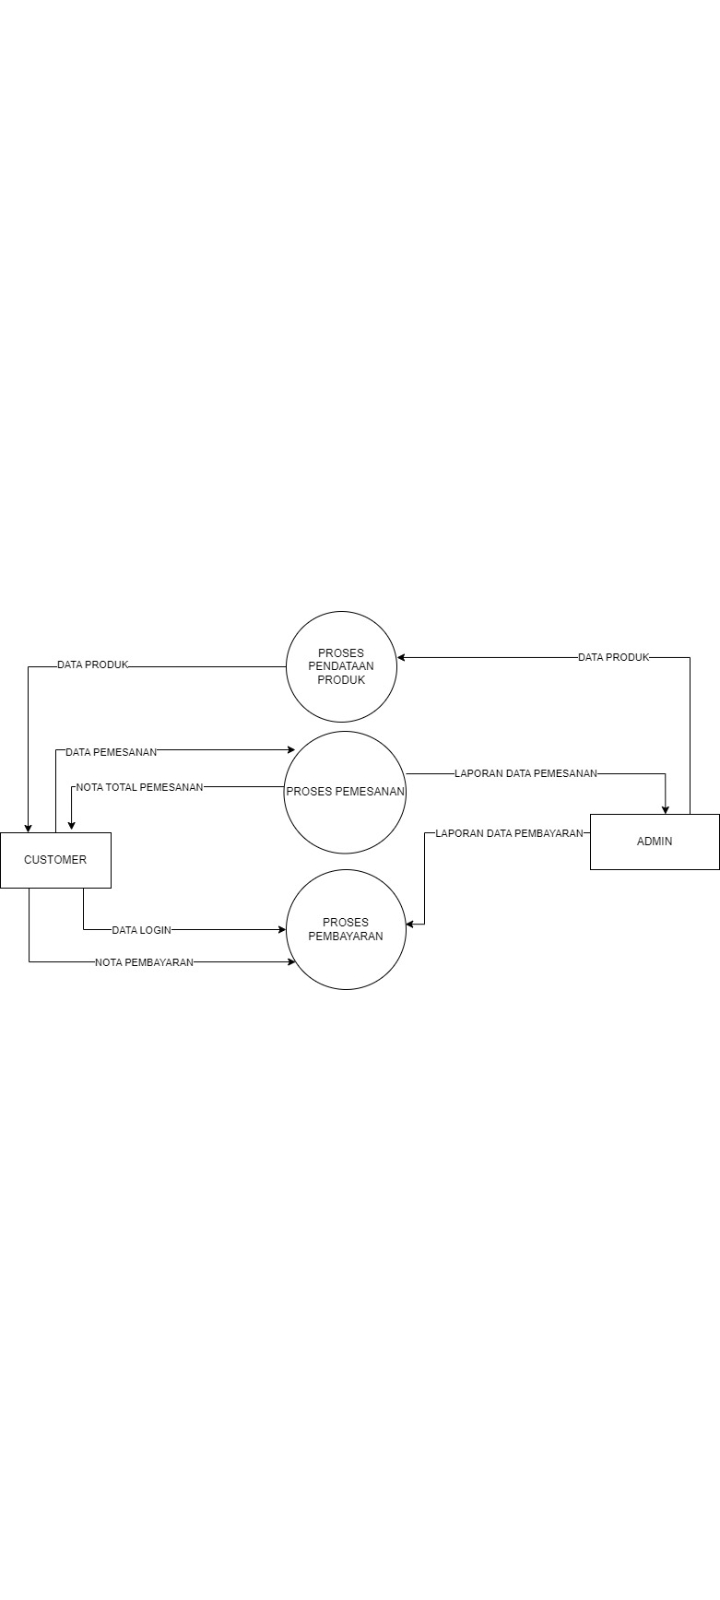 PROSES
PENDATAAN
PRODUK
DATA PRODUK
DATA PRODUK
DATA PEMESANAN
NOTA TOTAL PEMESANAN
PROSES PEMESANAN
LAPORAN DATA PEMESANAN
LAPORAN DATA PEMBAYARAN
ADMIN
CUSTOMER
PROSES
PEMBAYARAN
DATA LOGIN
NOTA PEMBAYARAN